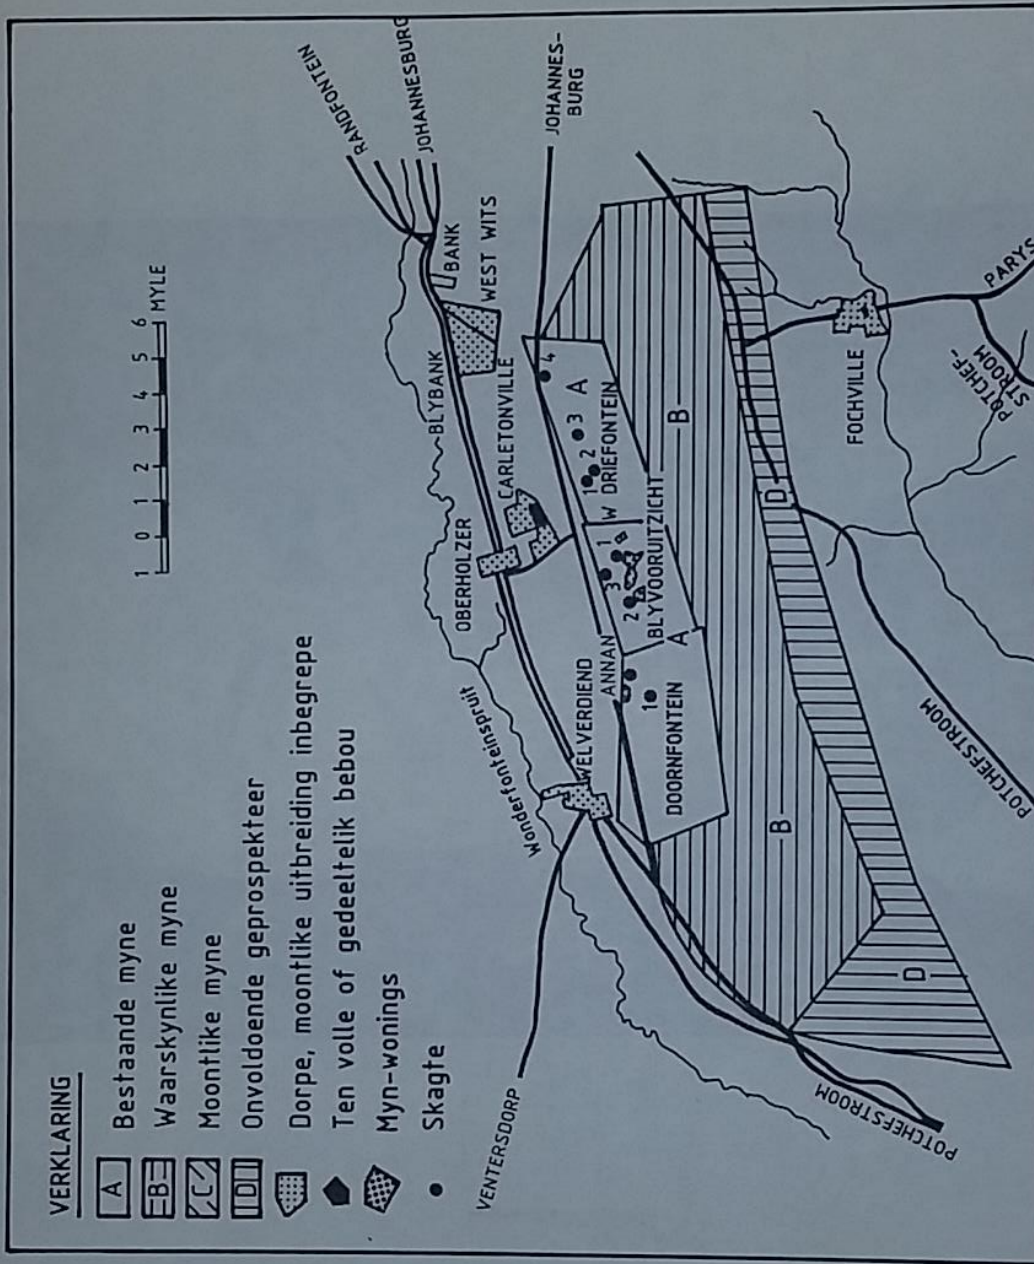 VERKLARING
A Bestaande myne
B Waarskynlike myne
C Moontlike myne
D Onvoldoende geprospekteer
Dorpe, moontlike uitbreiding inbegrepe
Ten volle of gedeeltelik bebou
Myn-wonings
Skagte
1 0 1 2 3 4 5 6 MYLE
RANDFONTEIN
JOHANNESBURG
BANK
WEST WITS
BLYBANK
CARLETONVILLE
OBERHOLZER
Wonderfonteinspruit
WELVERDIEND
ANNAN
VENTERSDORP
JOHANNES-
BURG
4
A
3
2
1
W DRIEFONTEIN
1
3
2
BLYVOORUITZICHT
A
1
DOORNFONTEIN
B
B
D
D
FOCHVILLE
PARYS
POTCHEF-
STROOM
POTCHEFSTROOM
POTCHEFSTROOM
POTCHEFSTROOM